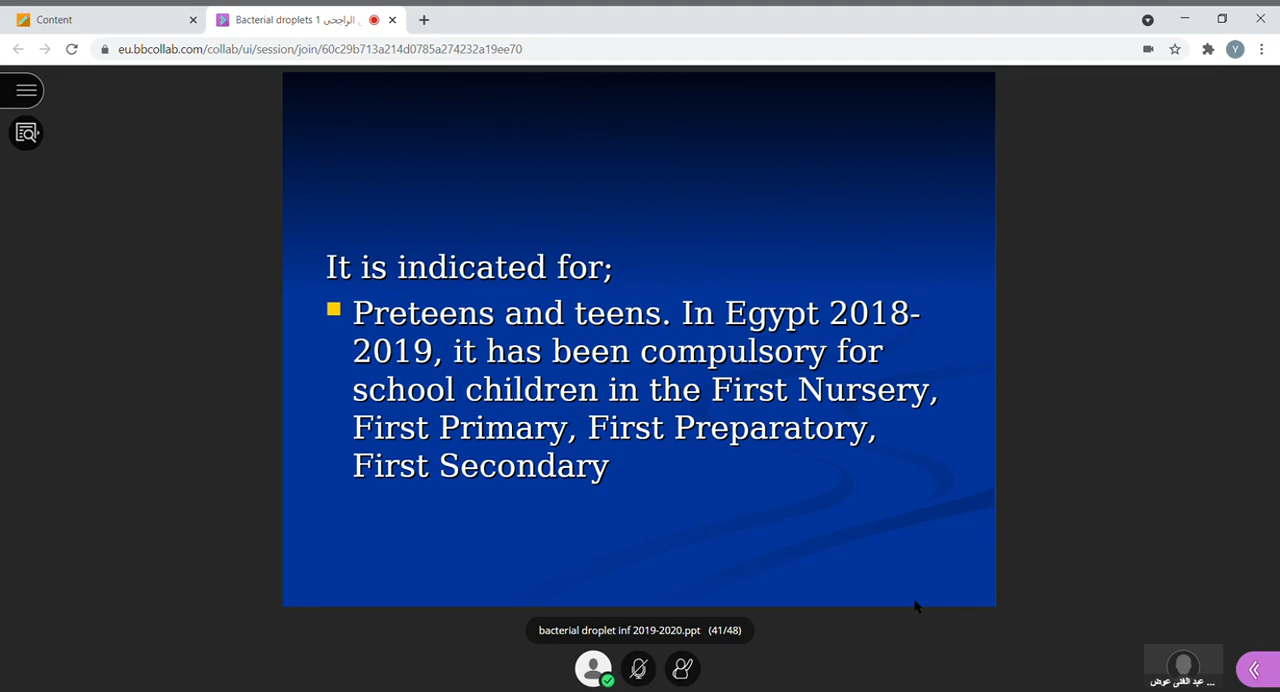 Content
Bacterial droplets 1 الراجحى
eu.bbcollab.com/collab/ui/session/join/60c29b713a214d0785a274232a19ee70
Y
It is indicated for;
Preteens and teens. In Egypt 2018-
2019, it has been compulsory for
school children in the First Nursery,
First Primary, First Preparatory,
First Secondary
bacterial droplet inf 2019-2020.ppt (41/48)
عبد الغنى عوض ...